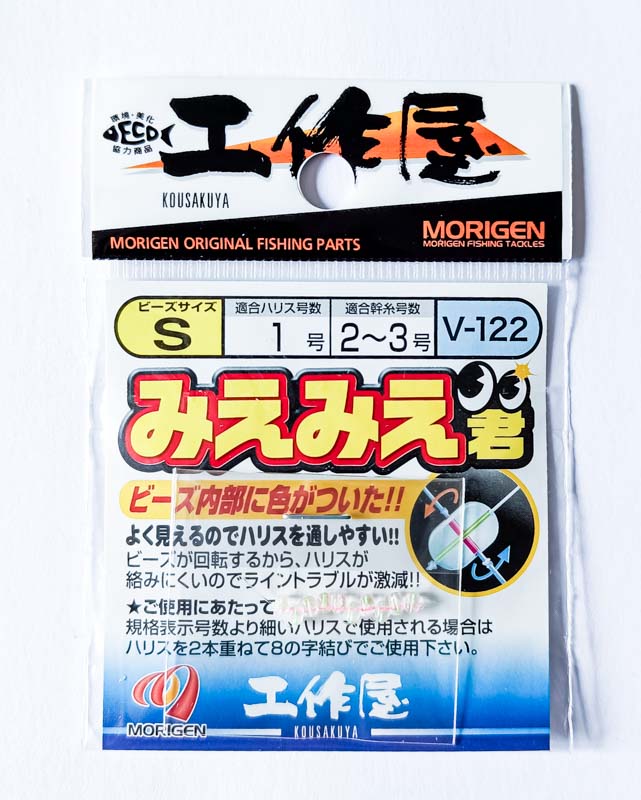 環境・美化
ECO
協力商品
工作屋
KOUSAKUYA
MORIGEN ORIGINAL FISHING PARTS
MORIGEN
MORIGEN FISHING TACKLES
ビーズサイズ
S
適合ハリス号数
1号
適合幹糸号数
2～3号
V-122
みえみえ君
ビーズ内部に色がついた!!
よく見えるのでハリスを通しやすい!!
ビーズが回転するから、ハリスが
絡みにくいのでライントラブルが激減!!
★ご使用にあたって
規格表示号数より細いハリスで使用される場合は
ハリスを2本重ねて8の字結びでご使用下さい。
MORIGEN
工作屋
KOUSAKUYA